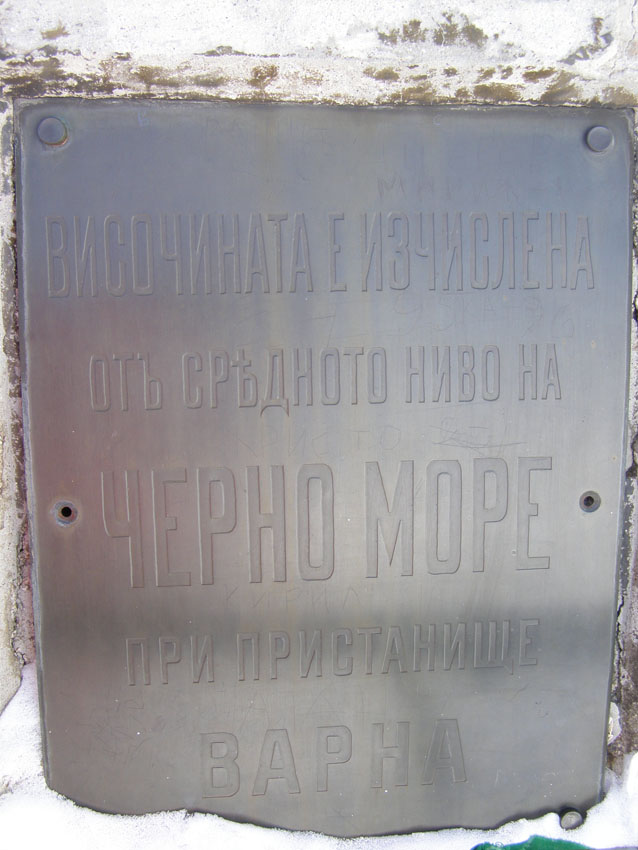 ВИСОЧИНАТА Е ИЗЧИСЛЕНА
ОТЪ СРѢДНОТО НИВО НА
ЧЕРНО МОРЕ
ПРИ ПРИСТАНИЩЕ
ВАРНА